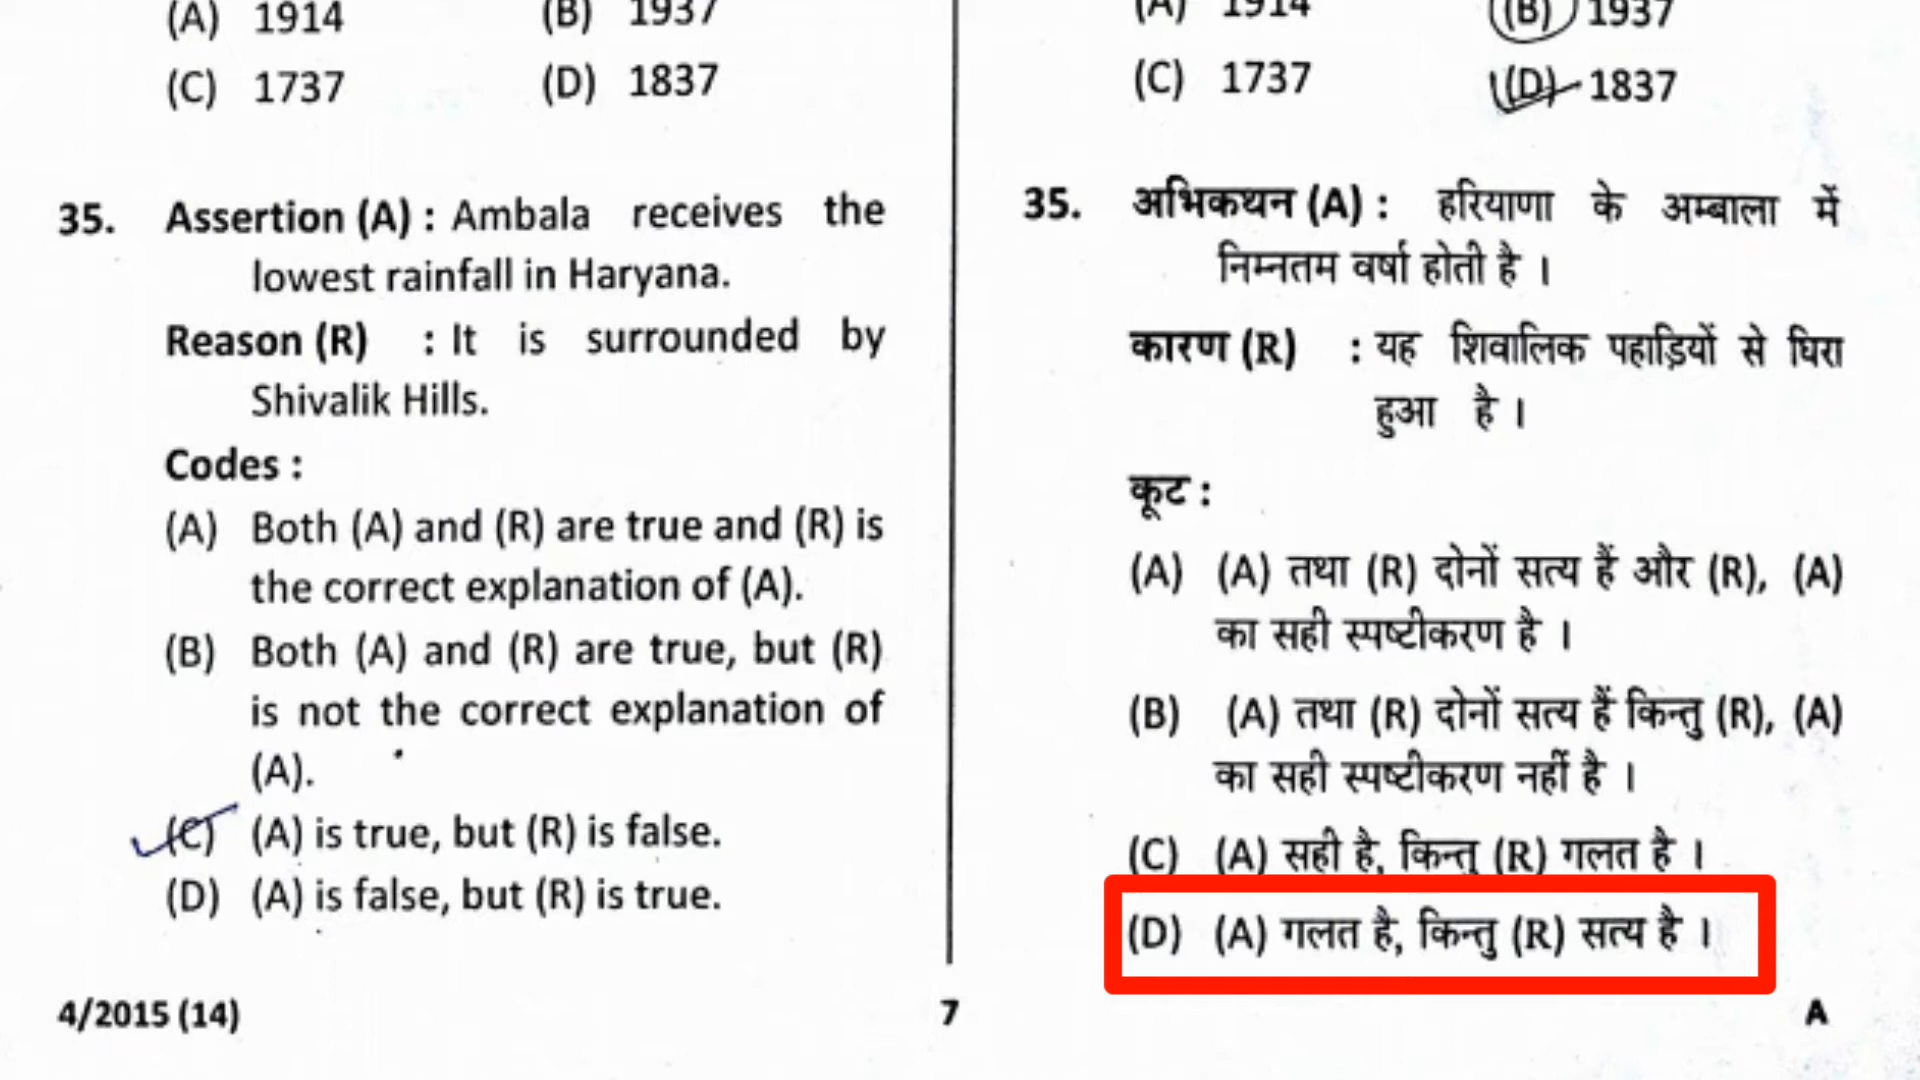 (A) 1914 (B) 1937
(C) 1737 (D) 1837
35. Assertion (A) : Ambala receives the
lowest rainfall in Haryana.
Reason (R) : It is surrounded by
Shivalik Hills.
Codes :
(A) Both (A) and (R) are true and (R) is
the correct explanation of (A).
(B) Both (A) and (R) are true, but (R)
is not the correct explanation of
(A).
(C) (A) is true, but (R) is false.
(D) (A) is false, but (R) is true.
(A) 1914 (B) 1937
(C) 1737 (D) 1837
35. अभिकथन (A) : हरियाणा के अम्बाला में
निम्नतम वर्षा होती है ।
कारण (R) : यह शिवालिक पहाड़ियों से घिरा
हुआ है ।
कूट :
(A) (A) तथा (R) दोनों सत्य हैं और (R), (A)
का सही स्पष्टीकरण है ।
(B) (A) तथा (R) दोनों सत्य हैं किन्तु (R), (A)
का सही स्पष्टीकरण नहीं है ।
(C) (A) सही है, किन्तु (R) गलत है ।
(D) (A) गलत है, किन्तु (R) सत्य है ।
4/2015 (14) 7 A